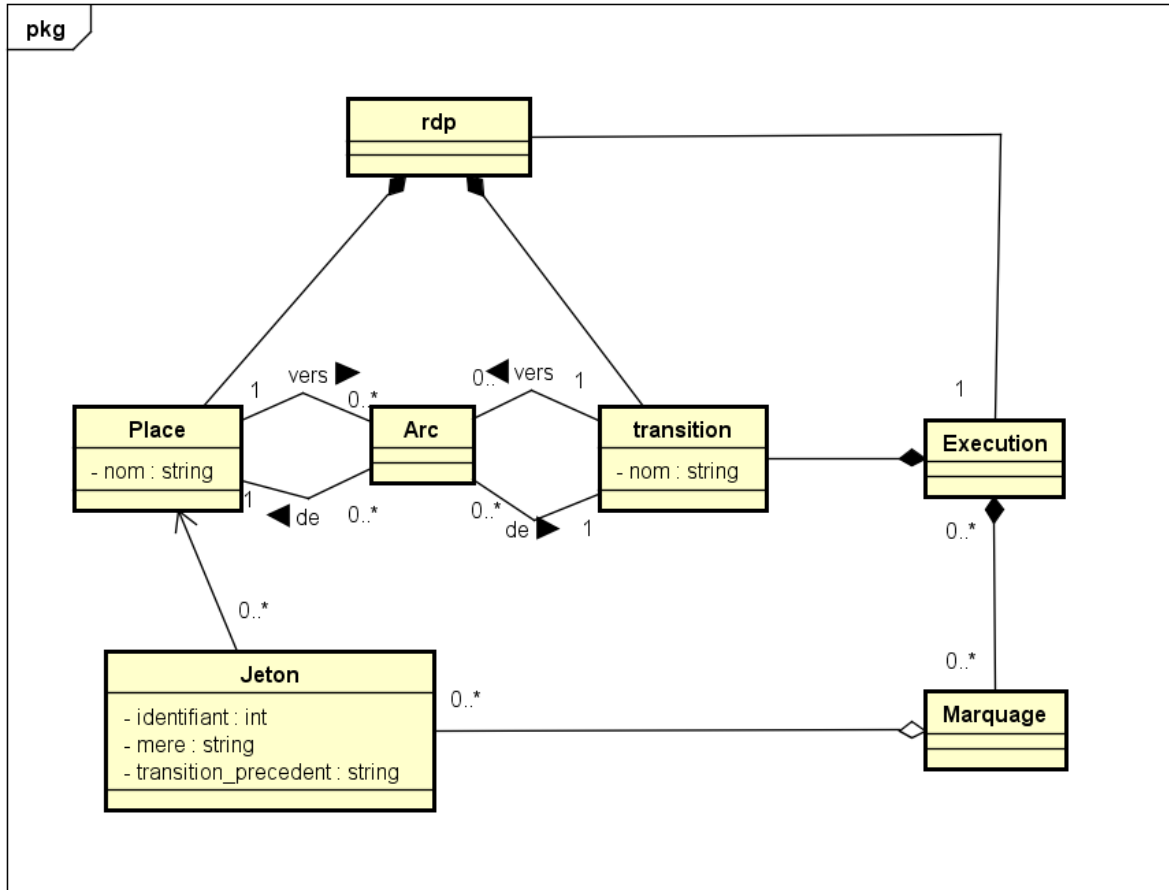 pkg
rdp
1
vers
0..*
0..
vers
1
1
Place
- nom : string
Arc
transition
- nom : string
Execution
1
de
0..*
0..*
de
1
0..*
0..*
Jeton
- identifiant : int
- mere : string
- transition_precedent : string
0..*
0..*
Marquage